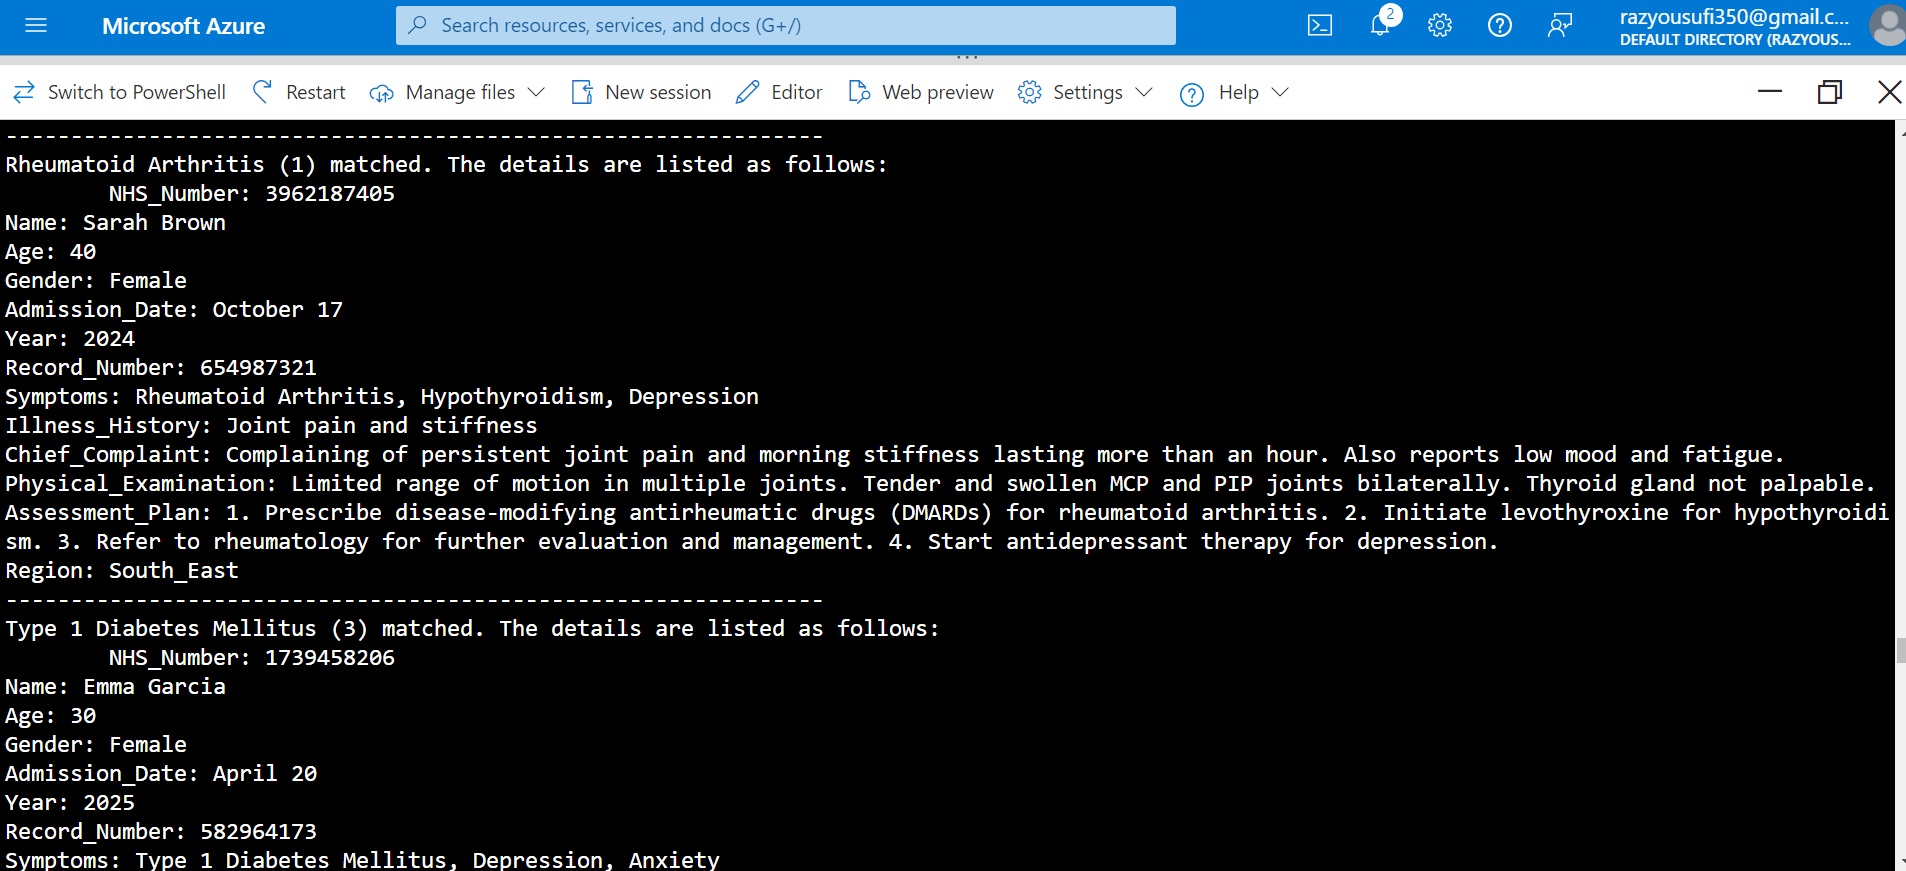 Microsoft Azure
Search resources, services, and docs (G+/)
2
razyousufi350@gmail.c...
DEFAULT DIRECTORY (RAZYOUS...
Switch to PowerShell Restart Manage files New session Editor Web preview Settings Help
---------------------------------------------------------------
Rheumatoid Arthritis (1) matched. The details are listed as follows:
NHS_Number: 3962187405
Name: Sarah Brown
Age: 40
Gender: Female
Admission_Date: October 17
Year: 2024
Record_Number: 654987321
Symptoms: Rheumatoid Arthritis, Hypothyroidism, Depression
Illness_History: Joint pain and stiffness
Chief_Complaint: Complaining of persistent joint pain and morning stiffness lasting more than an hour. Also reports low mood and fatigue.
Physical_Examination: Limited range of motion in multiple joints. Tender and swollen MCP and PIP joints bilaterally. Thyroid gland not palpable.
Assessment_Plan: 1. Prescribe disease-modifying antirheumatic drugs (DMARDs) for rheumatoid arthritis. 2. Initiate levothyroxine for hypothyroidi
sm. 3. Refer to rheumatology for further evaluation and management. 4. Start antidepressant therapy for depression.
Region: South_East
---------------------------------------------------------------
Type 1 Diabetes Mellitus (3) matched. The details are listed as follows:
NHS_Number: 1739458206
Name: Emma Garcia
Age: 30
Gender: Female
Admission_Date: April 20
Year: 2025
Record_Number: 582964173
Symptoms: Type 1 Diabetes Mellitus, Depression, Anxiety